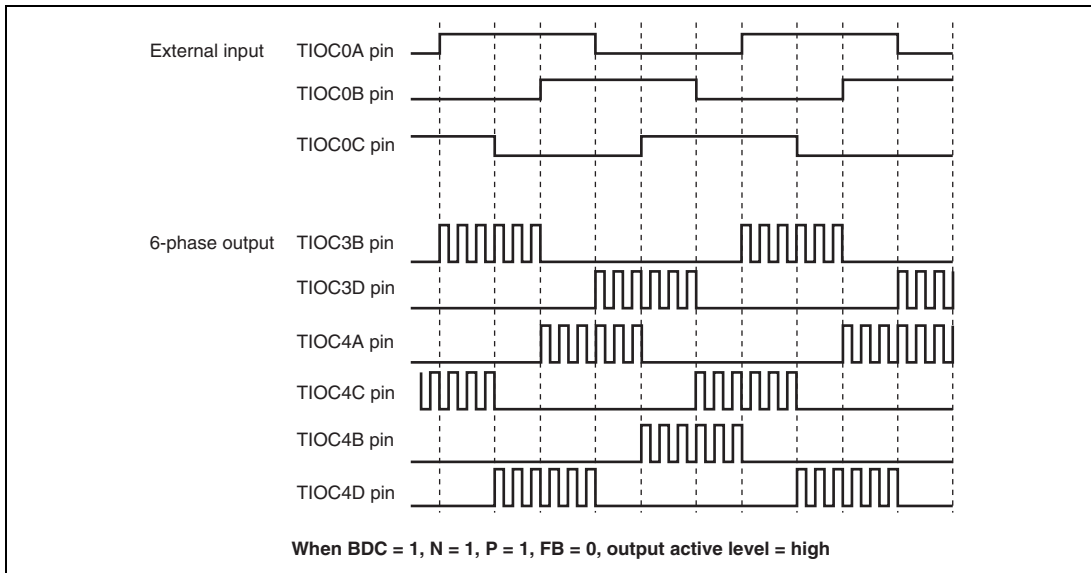 External input TIOC0A pin
TIOC0B pin
TIOC0C pin
6-phase output TIOC3B pin
TIOC3D pin
TIOC4A pin
TIOC4C pin
TIOC4B pin
TIOC4D pin
When BDC = 1, N = 1, P = 1, FB = 0, output active level = high